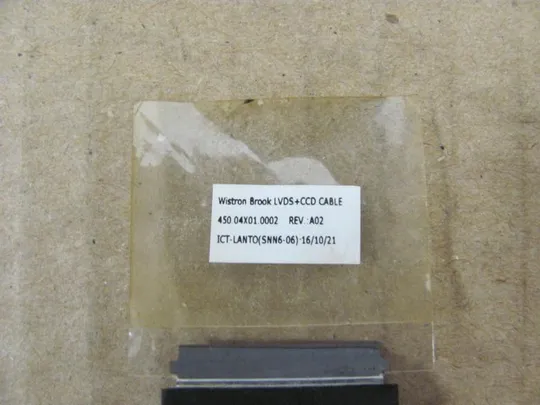 Wistron Brook LVDS+CCD CABLE
450.04X01.0002 REV.:A02
ICT-LANTO(SNN6-06) 16/10/21